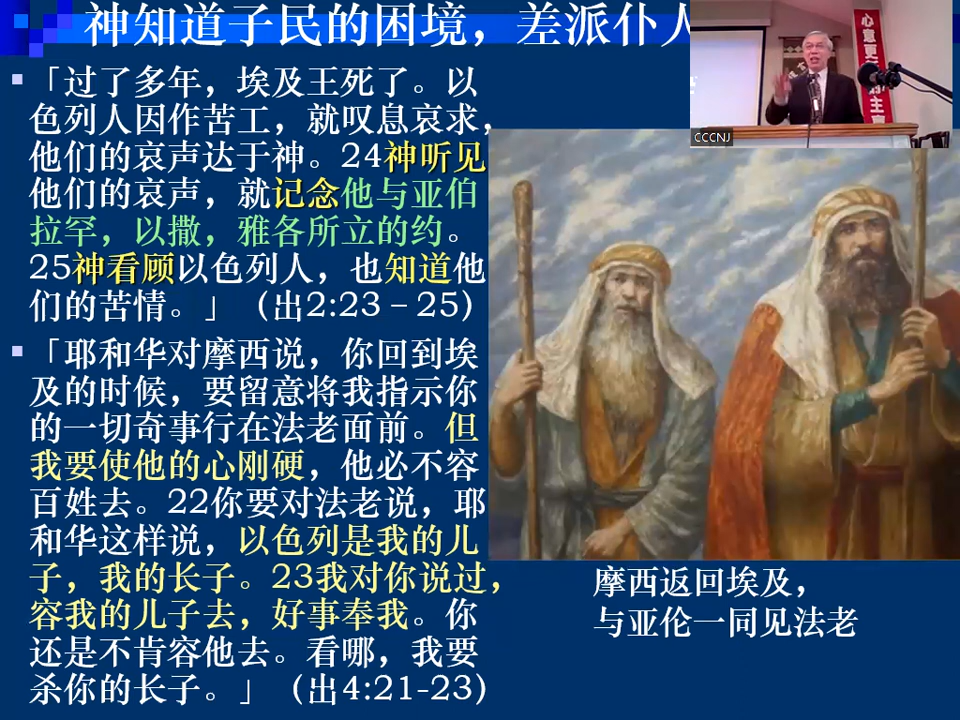 神知道子民的困境，差派仆人
「过了多年，埃及王死了。以
色列人因作苦工，就叹息哀求，
他们的哀声达于神。24神听见
他们的哀声，就记念他与亚伯
拉罕，以撒，雅各所立的约。
25神看顾以色列人，也知道他
们的苦情。」（出2:23－25）
「耶和华对摩西说，你回到埃
及的时候，要留意将我指示你
的一切奇事行在法老面前。但
我要使他的心刚硬，他必不容
百姓去。22你要对法老说，耶
和华这样说，以色列是我的儿
子，我的长子。23我对你说过，
容我的儿子去，好事奉我。你
还是不肯容他去。看哪，我要
杀你的长子。」（出4:21-23）
心意更
主
CCCNJ
摩西返回埃及，
与亚伦一同见法老